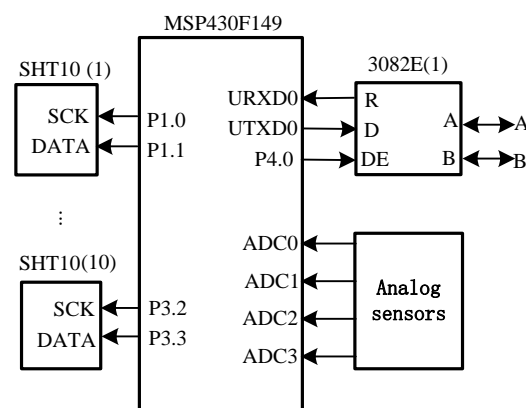 MSP430F149
SHT10 (1)
SCK
DATA
P1.0
P1.1
...
SHT10(10)
SCK
DATA
P3.2
P3.3
URXD0
UTXD0
P4.0
3082E(1)
R
D
DE
A
B
A
B
ADC0
ADC1
ADC2
ADC3
Analog
sensors